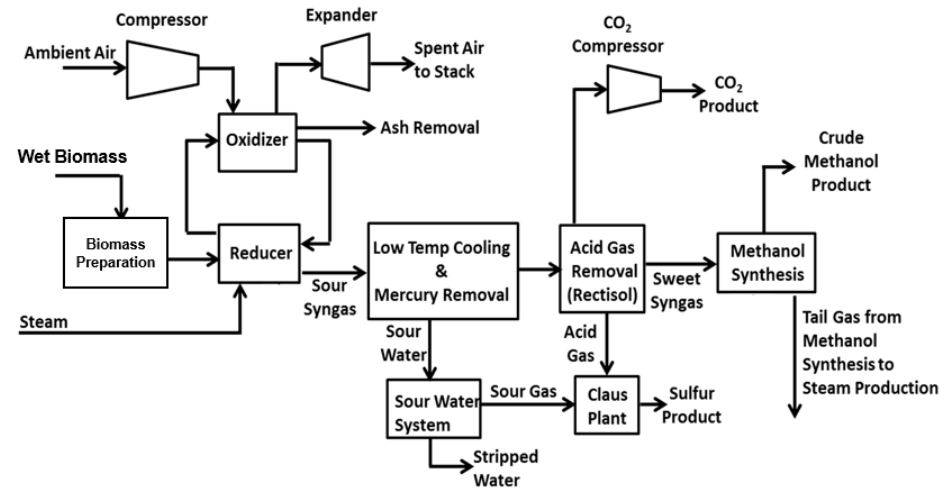 Compressor
Ambient Air
Expander
Spent Air
to Stack
CO2
Compressor
CO2
Product
Oxidizer
Ash Removal
Wet Biomass
Crude
Methanol
Product
Biomass
Preparation
Reducer
Sour
Syngas
Low Temp Cooling
&
Mercury Removal
Acid Gas
Removal
(Rectisol)
Sweet
Syngas
Methanol
Synthesis
Steam
Sour
Water
Acid
Gas
Tail Gas from
Methanol
Synthesis to
Steam Production
Sour Water
System
Sour Gas
Claus
Plant
Sulfur
Product
Stripped
Water